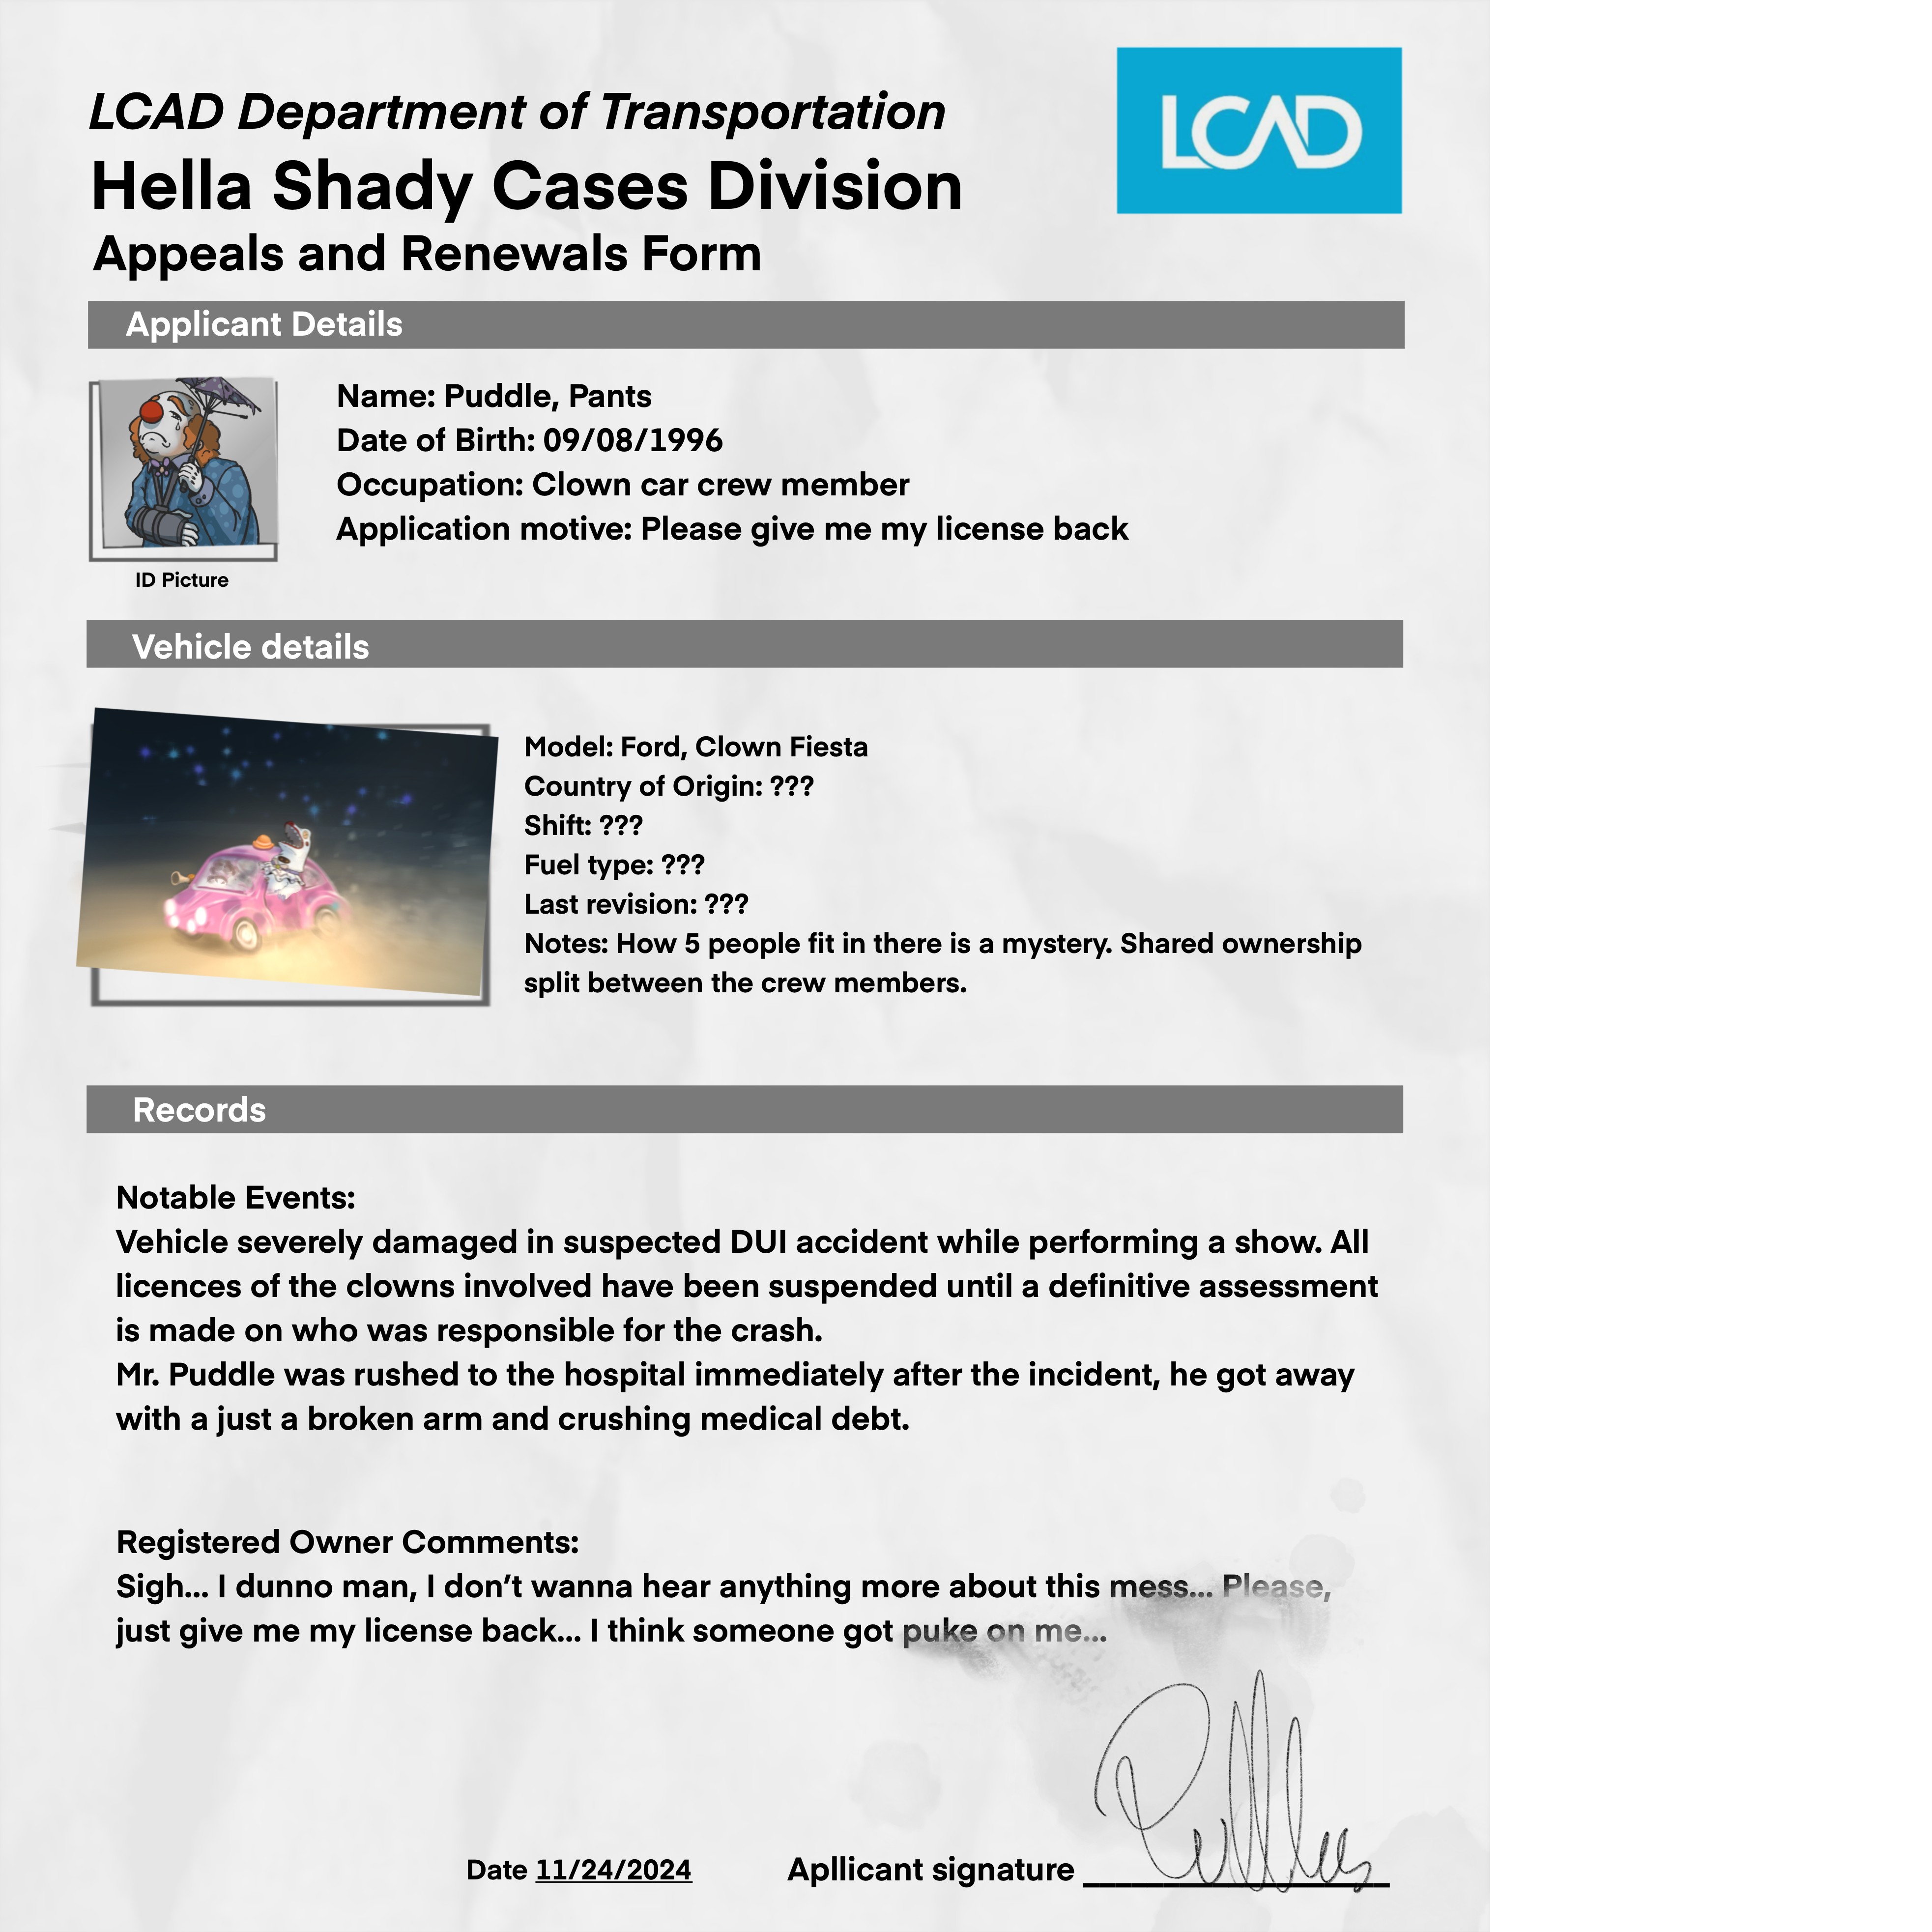 LCAD Department of Transportation
LCAD
Hella Shady Cases Division
Appeals and Renewals Form
Applicant Details
Name: Puddle, Pants
Date of Birth: 09/08/1996
Occupation: Clown car crew member
Application motive: Please give me my license back
ID Picture
Vehicle details
Model: Ford, Clown Fiesta
Country of Origin: ???
Shift: ???
Fuel type: ???
Last revision: ???
Notes: How 5 people fit in there is a mystery. Shared ownership
split between the crew members.
Records
Notable Events:
Vehicle severely damaged in suspected DUI accident while performing a show. All
licences of the clowns involved have been suspended until a definitive assessment
is made on who was responsible for the crash.
Mr. Puddle was rushed to the hospital immediately after the incident, he got away
with a just a broken arm and crushing medical debt.
Registered Owner Comments:
Sigh... I dunno man, I don’t wanna hear anything more about this mess... Please,
just give me my license back... I think someone got puke on me...
Date 11/24/2024
Apllicant signature